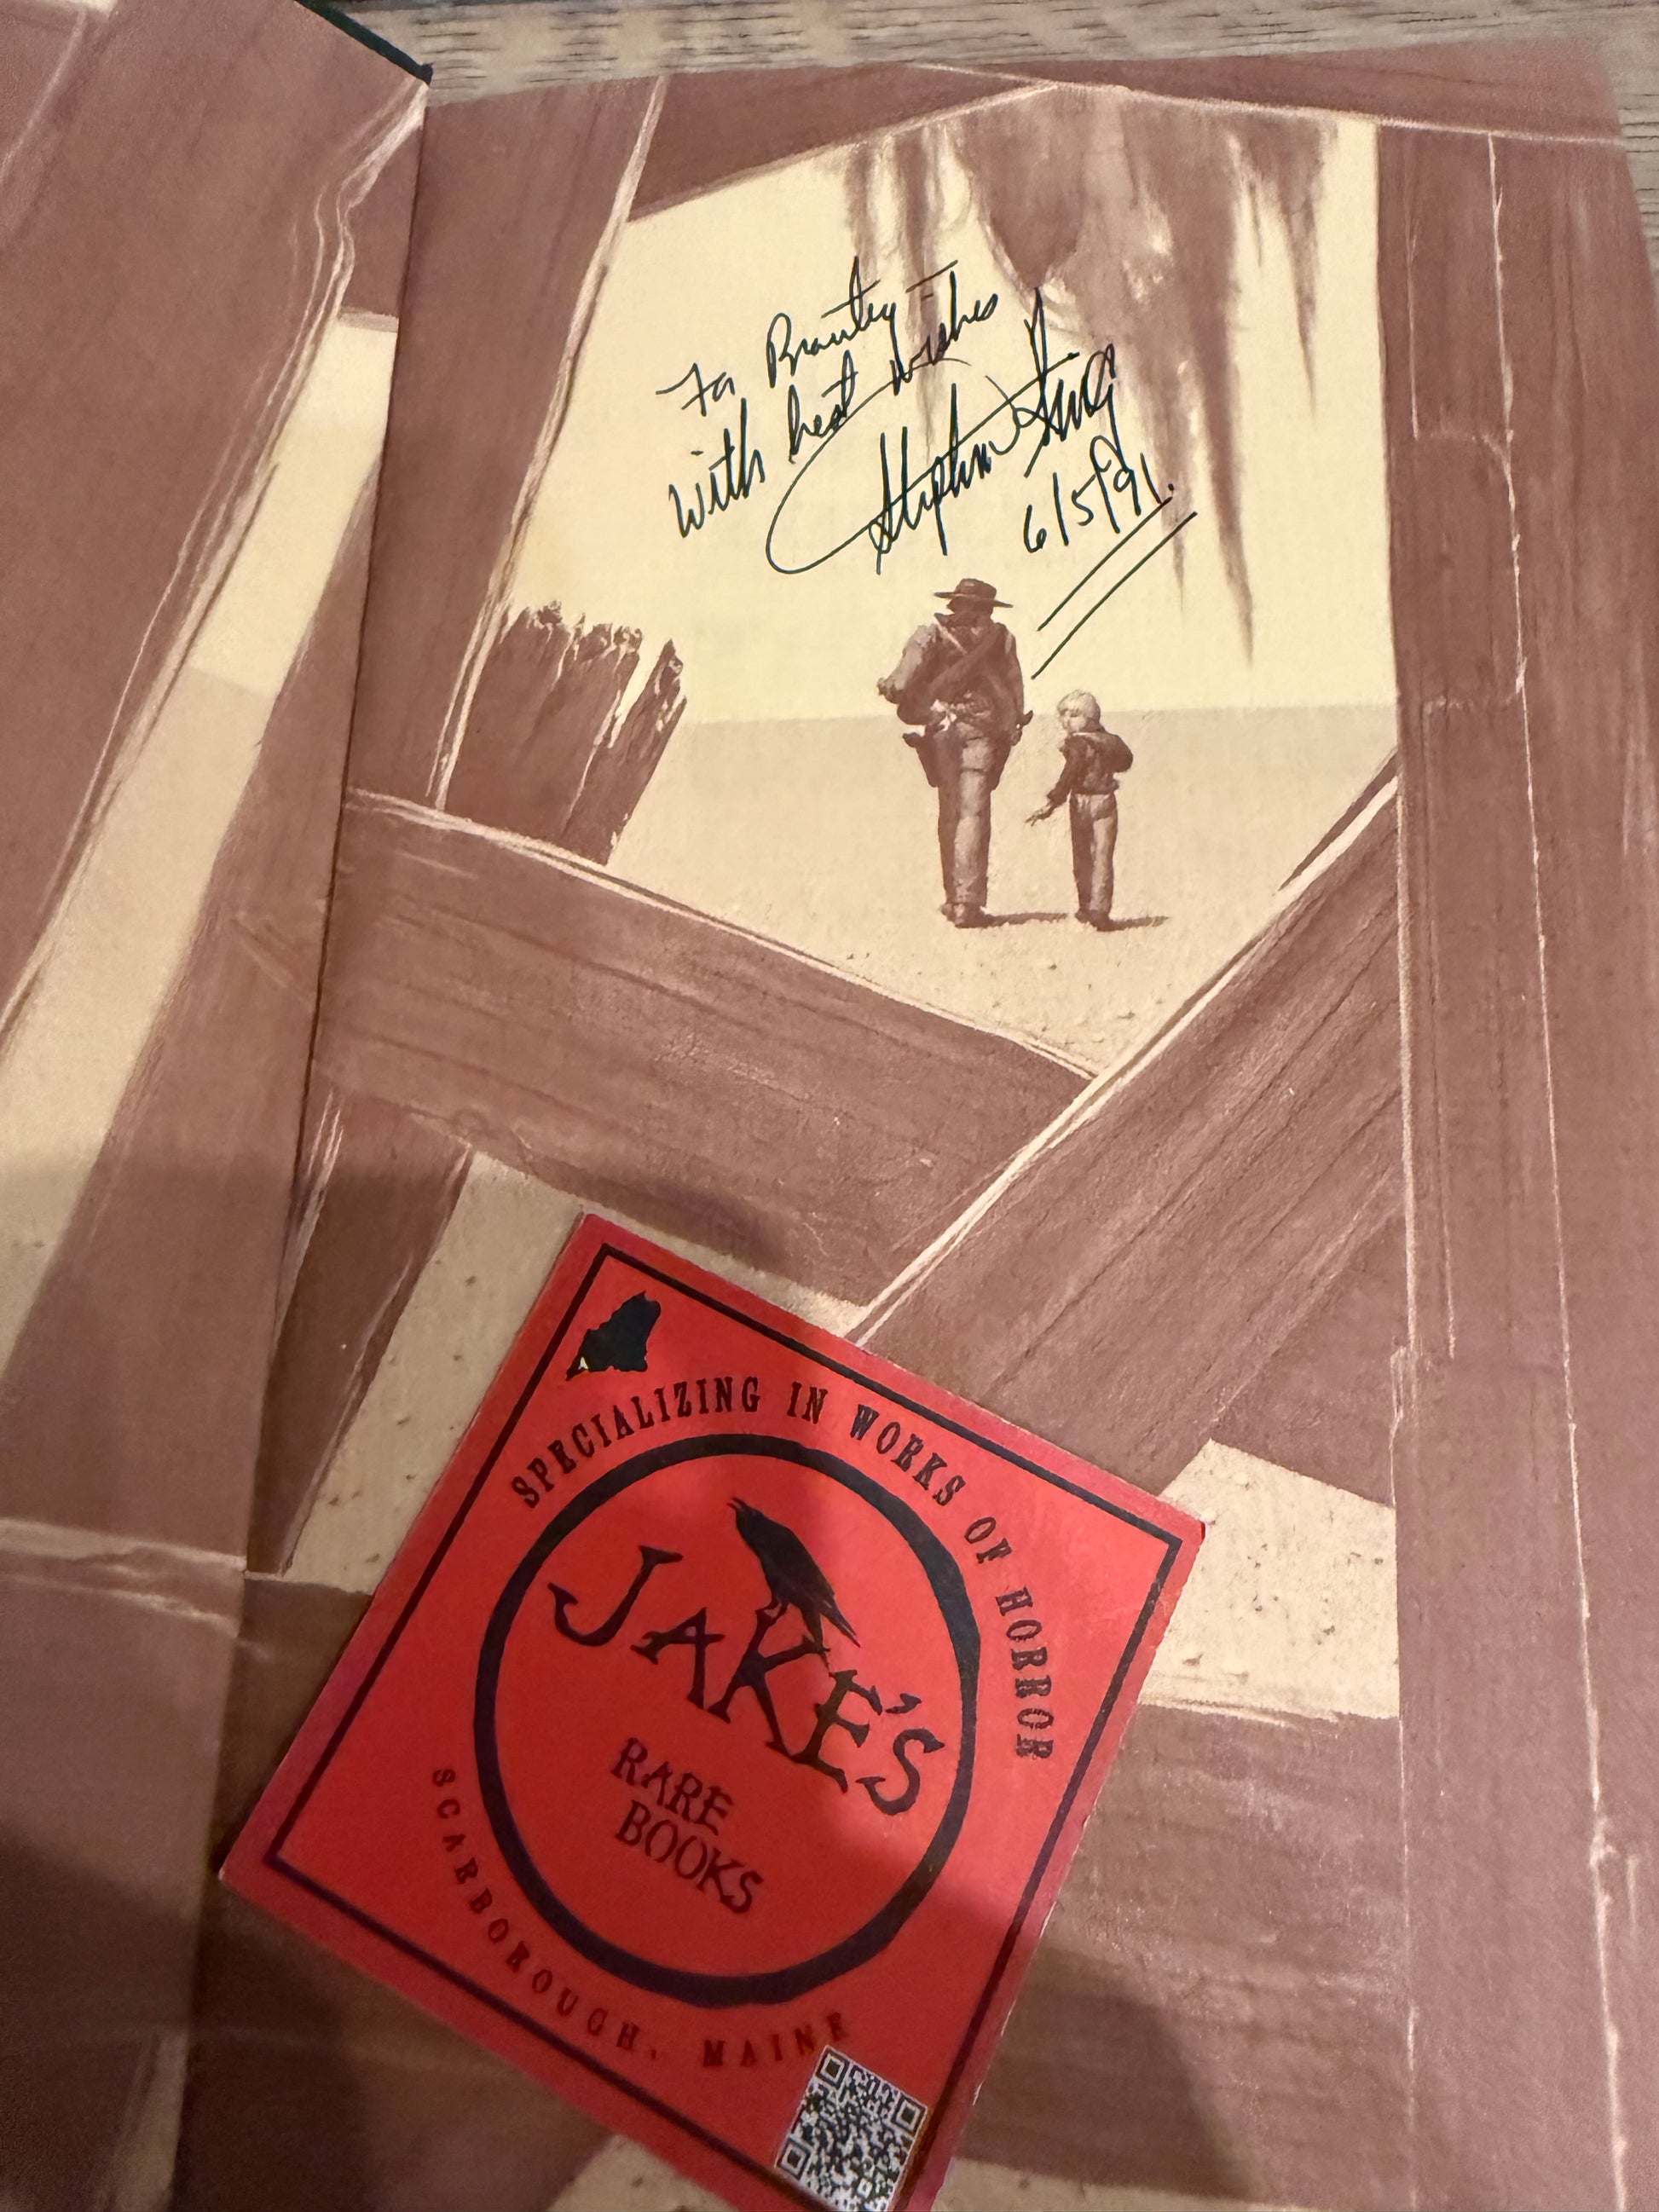 For Brantley –
with best wishes
Stephen King
6/5/91.
SPECIALIZING IN WORKS OF HORROR
JAKE'S
RARE
BOOKS
SCARBOROUGH, MAINE